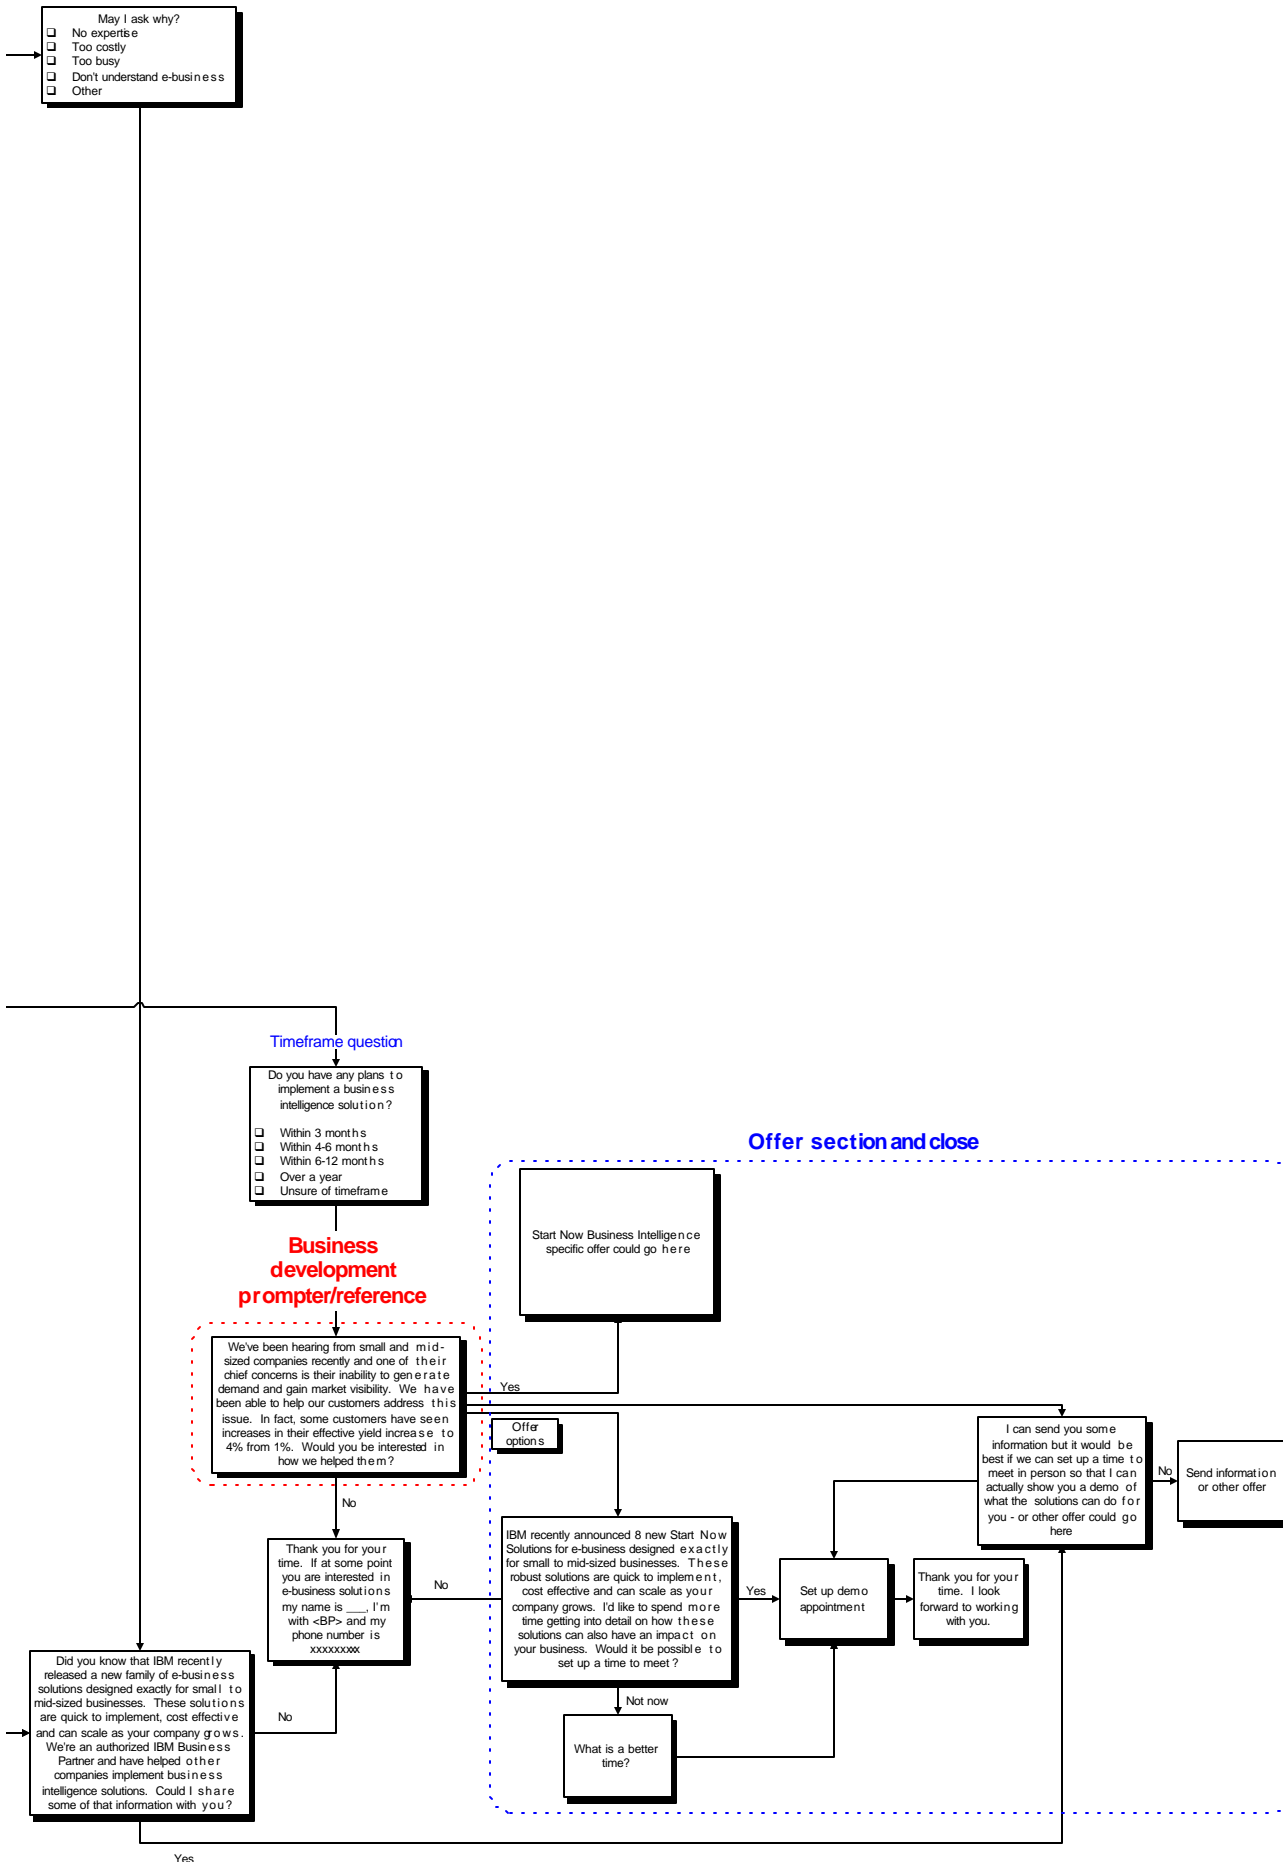 May I ask why?
❑ No expertise
❑ Too costly
❑ Too busy
❑ Don't understand e-business
❑ Other
Timeframe question
Do you have any plans to
implement a business
intelligence solution?
❑ Within 3 months
❑ Within 4-6 months
❑ Within 6-12 months
❑ Over a year
❑ Unsure of timeframe
Offer section and close
Start Now Business Intelligence
specific offer could go here
Business
development
prompter/reference
We've been hearing from small and mid-
sized companies recently and one of their
chief concerns is their inability to generate
demand and gain market visibility. We have
been able to help our customers address this
issue. In fact, some customers have seen
increases in their effective yield increase to
4% from 1%. Would you be interested in
how we helped them?
Yes
Offer
options
I can send you some
information but it would be
best if we can set up a time to
meet in person so that I can
actually show you a demo of
what the solutions can do for
you - or other offer could go
here
No
Send information
or other offer
No
Thank you for your
time. If at some point
you are interested in
e-business solutions
my name is ___, I'm
with <BP> and my
phone number is
xxxxxxxxx
No
IBM recently announced 8 new Start Now
Solutions for e-business designed exactly
for small to mid-sized businesses. These
robust solutions are quick to implement,
cost effective and can scale as your
company grows. I'd like to spend more
time getting into detail on how these
solutions can also have an impact on
your business. Would it be possible to
set up a time to meet?
Yes
Set up demo
appointment
Thank you for your
time. I look
forward to working
with you.
Not now
What is a better
time?
Did you know that IBM recently
released a new family of e-business
solutions designed exactly for small to
mid-sized businesses. These solutions
are quick to implement, cost effective
and can scale as your company grows.
We're an authorized IBM Business
Partner and have helped other
companies implement business
intelligence solutions. Could I share
some of that information with you?
No
Yes